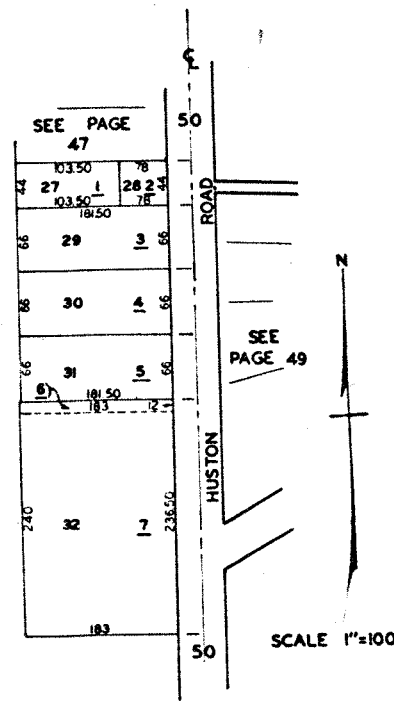 ℄
50
SEE PAGE
47
103.50 78
44 27 1 28 2 44
103.50 78
181.50
ROAD
66 29 3 66
66 30 4 66
N
SEE
PAGE 49
66 31 5 66
6 181.50
183 12
HUSTON
240 32 7 236.50
183
50
SCALE 1"=100